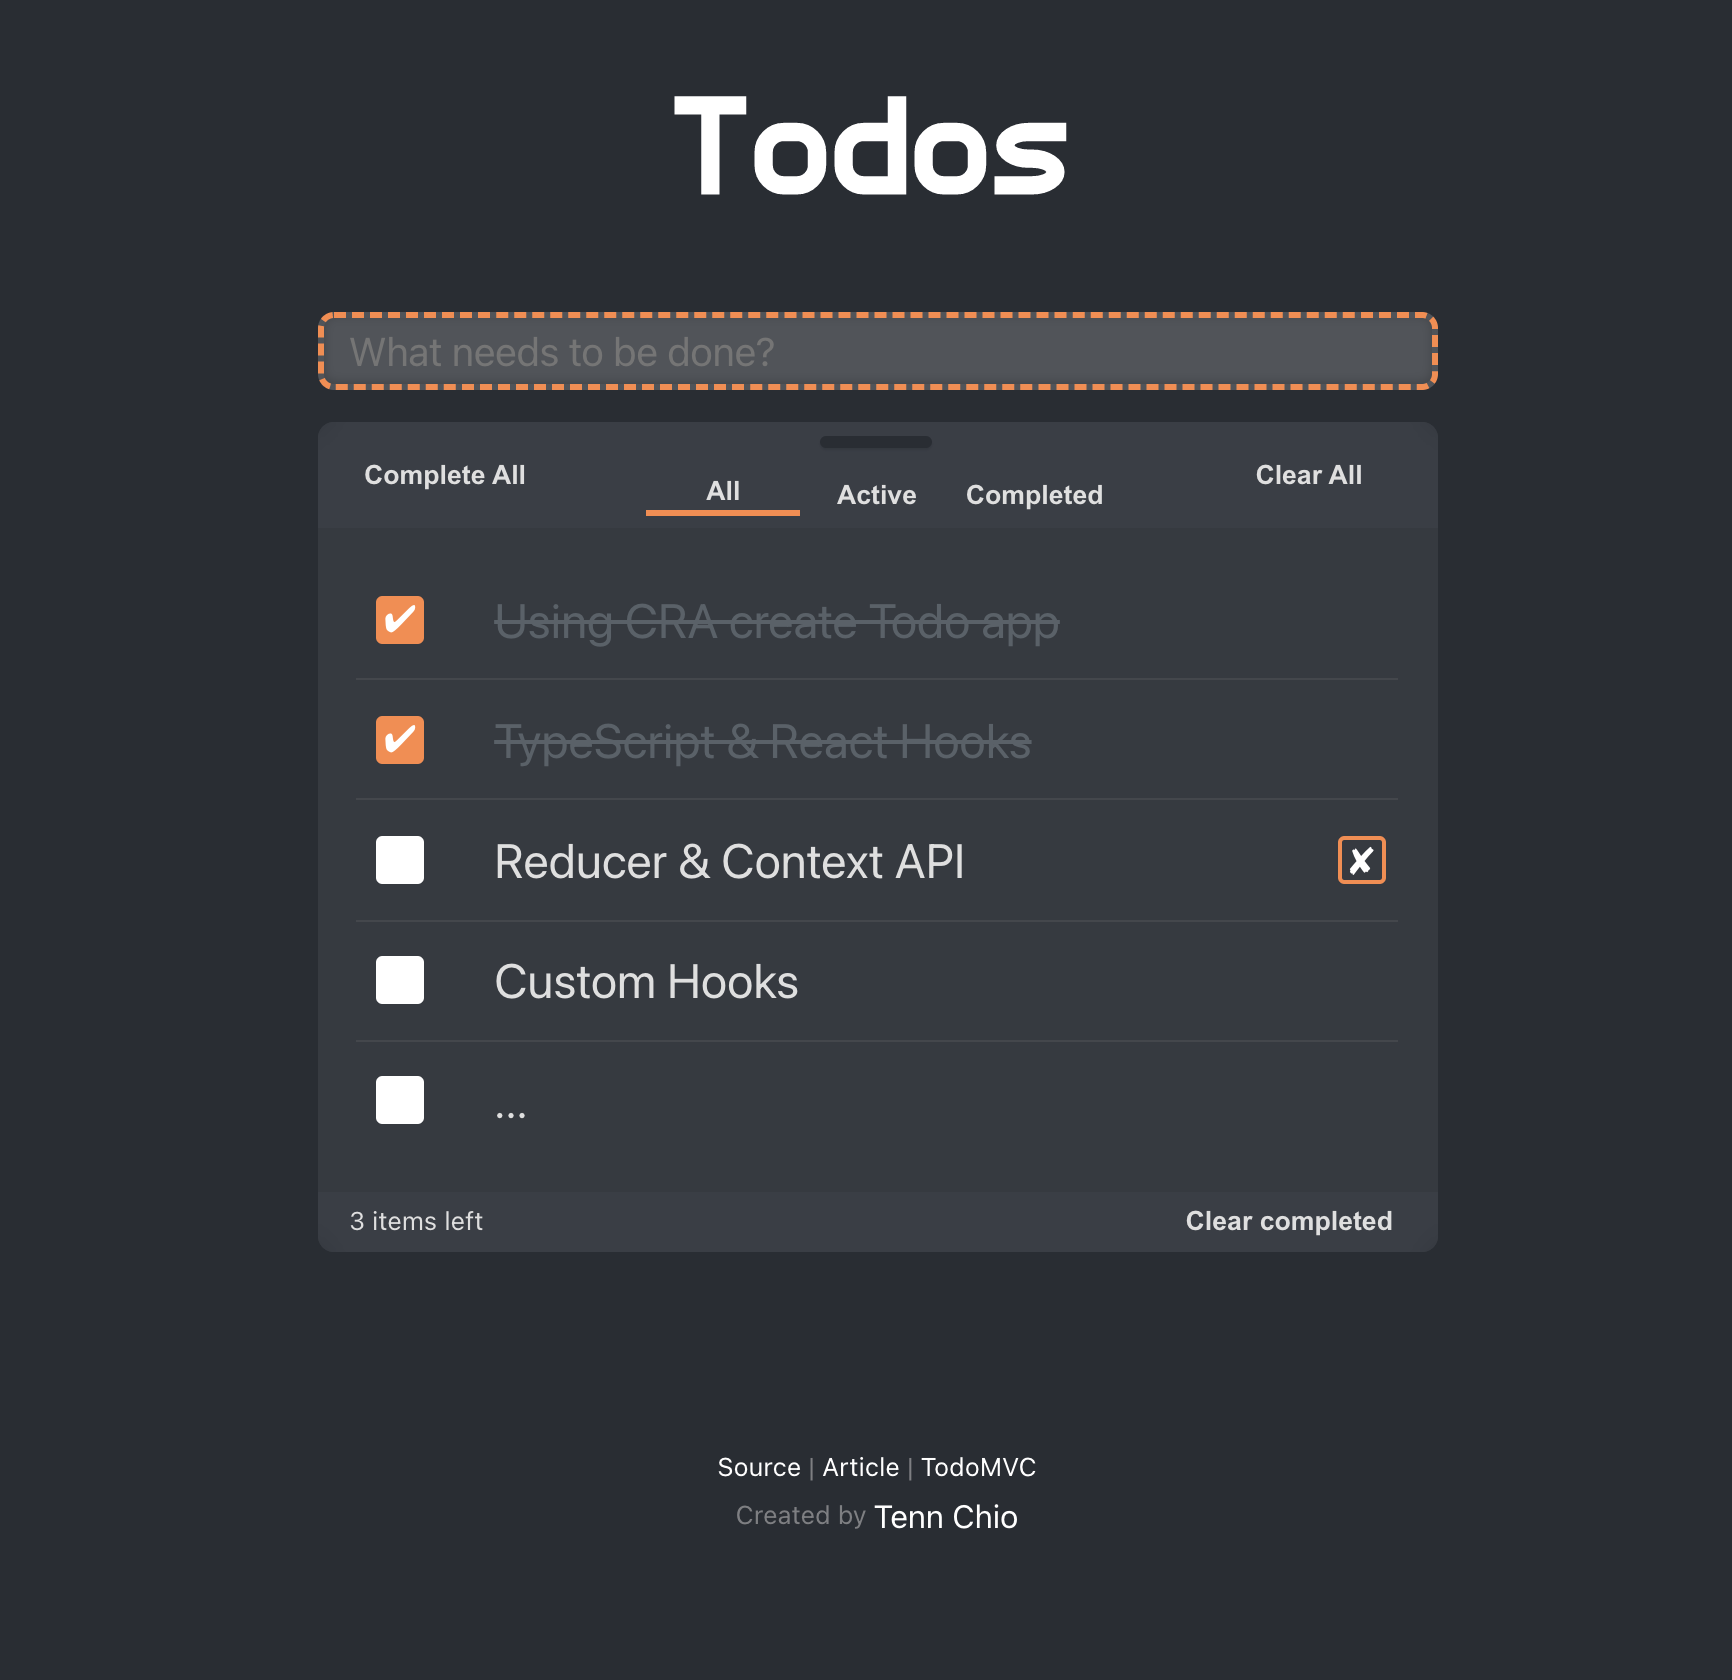 Todos
What needs to be done?
Complete All
All
Active
Completed
Clear All
✔ Using CRA create Todo app
✔ TypeScript & React Hooks
Reducer & Context API ✘
Custom Hooks
...
3 items left
Clear completed
Source | Article | TodoMVC
Created by Tenn Chio